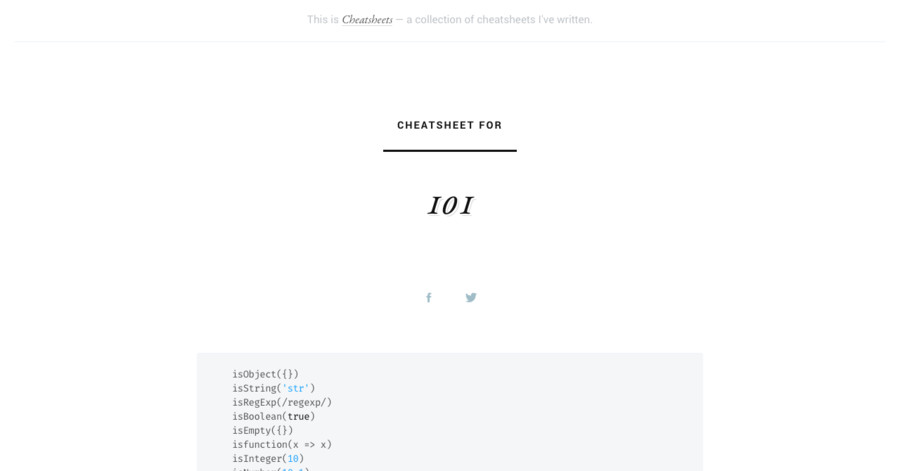 This is Cheatsheets — a collection of cheatsheets I've written.
CHEATSHEET FOR
101
isObject({})
isString('str')
isRegExp(/regexp/)
isBoolean(true)
isEmpty({})
isfunction(x => x)
isInteger(10)